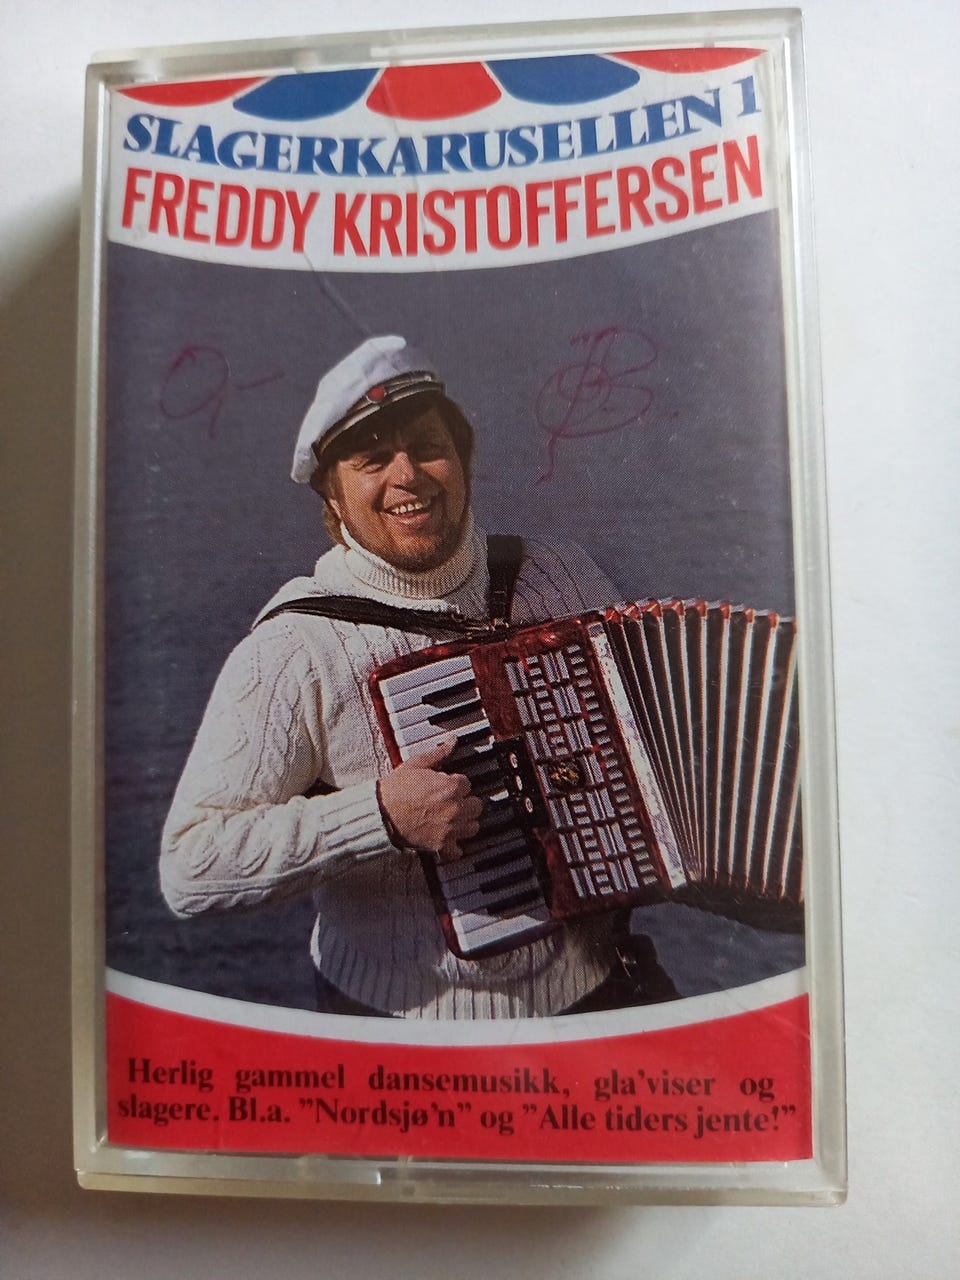 SLAGERKARUSELLEN 1
FREDDY KRISTOFFERSEN
Herlig gammel dansemusikk, gla'viser og
slagere. Bl.a. "Nordsjø'n" og "Alle tiders jente!"